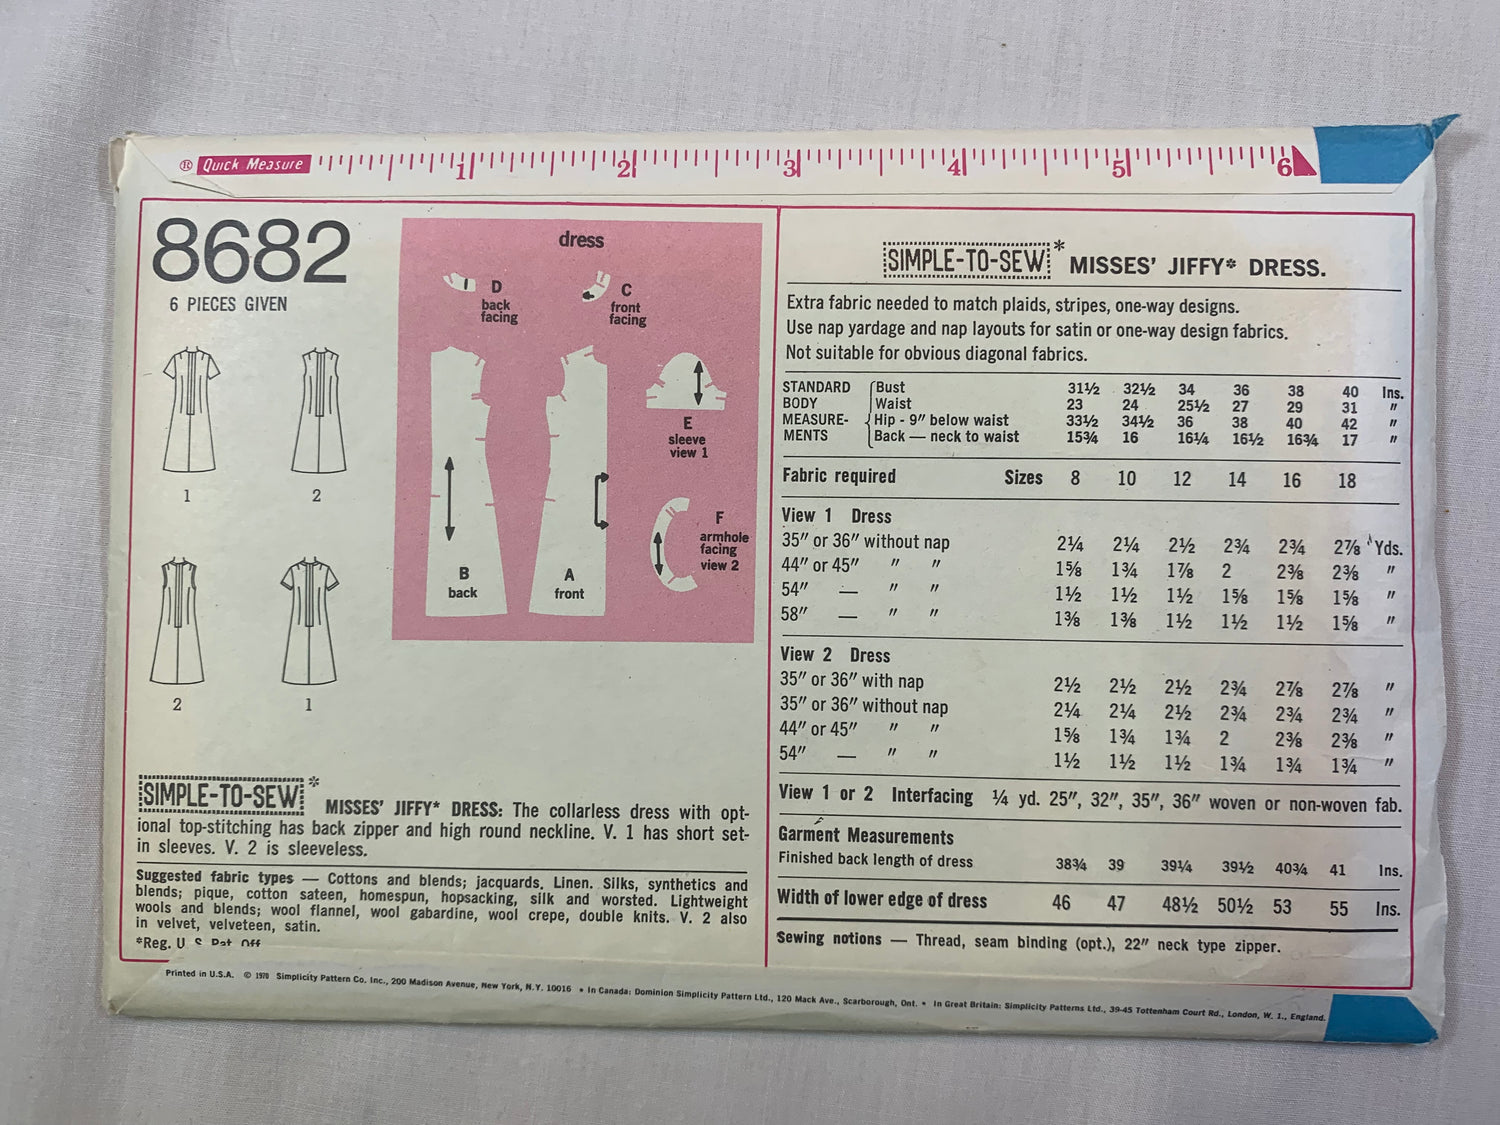 ® Quick Measure 1 2 3 4 5 6
8682
6 PIECES GIVEN
1 2
2 1
dress
D
back
facing
C
front
facing
E
sleeve
view 1
F
armhole
facing
view 2
B
back
A
front
SIMPLE-TO-SEW* MISSES' JIFFY* DRESS: The collarless dress with opt-
ional top-stitching has back zipper and high round neckline. V. 1 has short set-
in sleeves. V. 2 is sleeveless.
Suggested fabric types — Cottons and blends; jacquards. Linen. Silks, synthetics and
blends; pique, cotton sateen, homespun, hopsacking, silk and worsted. Lightweight
wools and blends; wool flannel, wool gabardine, wool crepe, double knits. V. 2 also
in velvet, velveteen, satin.
*Reg. U. S. Pat. Off.
SIMPLE-TO-SEW* MISSES' JIFFY* DRESS.
Extra fabric needed to match plaids, stripes, one-way designs.
Use nap yardage and nap layouts for satin or one-way design fabrics.
Not suitable for obvious diagonal fabrics.
STANDARD Bust 31½ 32½ 34 36 38 40 Ins.
BODY Waist 23 24 25½ 27 29 31 "
MEASURE- Hip - 9" below waist 33½ 34½ 36 38 40 42 "
MENTS Back — neck to waist 15¾ 16 16¼ 16½ 16¾ 17 "
Fabric required Sizes 8 10 12 14 16 18
View 1 Dress
35" or 36" without nap 2¼ 2¼ 2½ 2¾ 2¾ 2⅞ Yds.
44" or 45" " " 1⅝ 1¾ 1⅞ 2 2⅜ 2⅜ "
54" — " " 1½ 1½ 1½ 1⅝ 1⅝ 1⅝ "
58" — " " 1⅜ 1⅜ 1½ 1½ 1½ 1⅝ "
View 2 Dress
35" or 36" with nap 2½ 2½ 2½ 2¾ 2⅞ 2⅞ "
35" or 36" without nap 2¼ 2¼ 2½ 2¾ 2¾ 2¾ "
44" or 45" " " 1⅝ 1¾ 1¾ 2 2⅜ 2⅜ "
54" — " " 1½ 1½ 1½ 1¾ 1¾ 1¾ "
View 1 or 2 Interfacing ¼ yd. 25", 32", 35", 36" woven or non-woven fab.
Garment Measurements
Finished back length of dress 38¾ 39 39¼ 39½ 40¾ 41 Ins.
Width of lower edge of dress 46 47 48½ 50½ 53 55 Ins.
Sewing notions — Thread, seam binding (opt.), 22" neck type zipper.
Printed in U.S.A. © 1970 Simplicity Pattern Co. Inc., 200 Madison Avenue, New York, N.Y. 10016 • In Canada: Dominion Simplicity Pattern Ltd., 120 Mack Ave., Scarborough, Ont. • In Great Britain: Simplicity Patterns Ltd., 39-45 Tottenham Court Rd., London, W. 1., England.